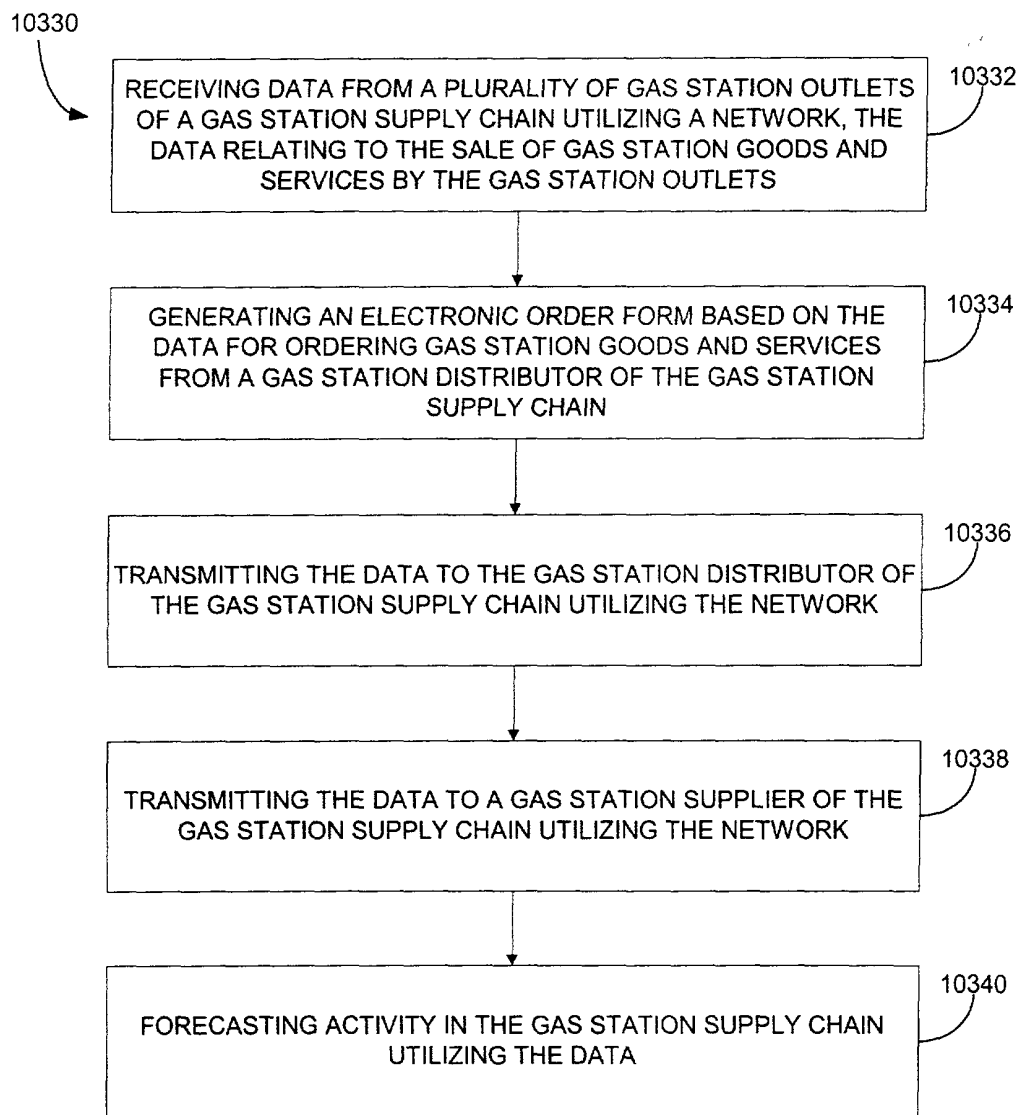 10330
10332
RECEIVING DATA FROM A PLURALITY OF GAS STATION OUTLETS
OF A GAS STATION SUPPLY CHAIN UTILIZING A NETWORK, THE
DATA RELATING TO THE SALE OF GAS STATION GOODS AND
SERVICES BY THE GAS STATION OUTLETS
10334
GENERATING AN ELECTRONIC ORDER FORM BASED ON THE
DATA FOR ORDERING GAS STATION GOODS AND SERVICES
FROM A GAS STATION DISTRIBUTOR OF THE GAS STATION
SUPPLY CHAIN
10336
TRANSMITTING THE DATA TO THE GAS STATION DISTRIBUTOR OF
THE GAS STATION SUPPLY CHAIN UTILIZING THE NETWORK
10338
TRANSMITTING THE DATA TO A GAS STATION SUPPLIER OF THE
GAS STATION SUPPLY CHAIN UTILIZING THE NETWORK
10340
FORECASTING ACTIVITY IN THE GAS STATION SUPPLY CHAIN
UTILIZING THE DATA